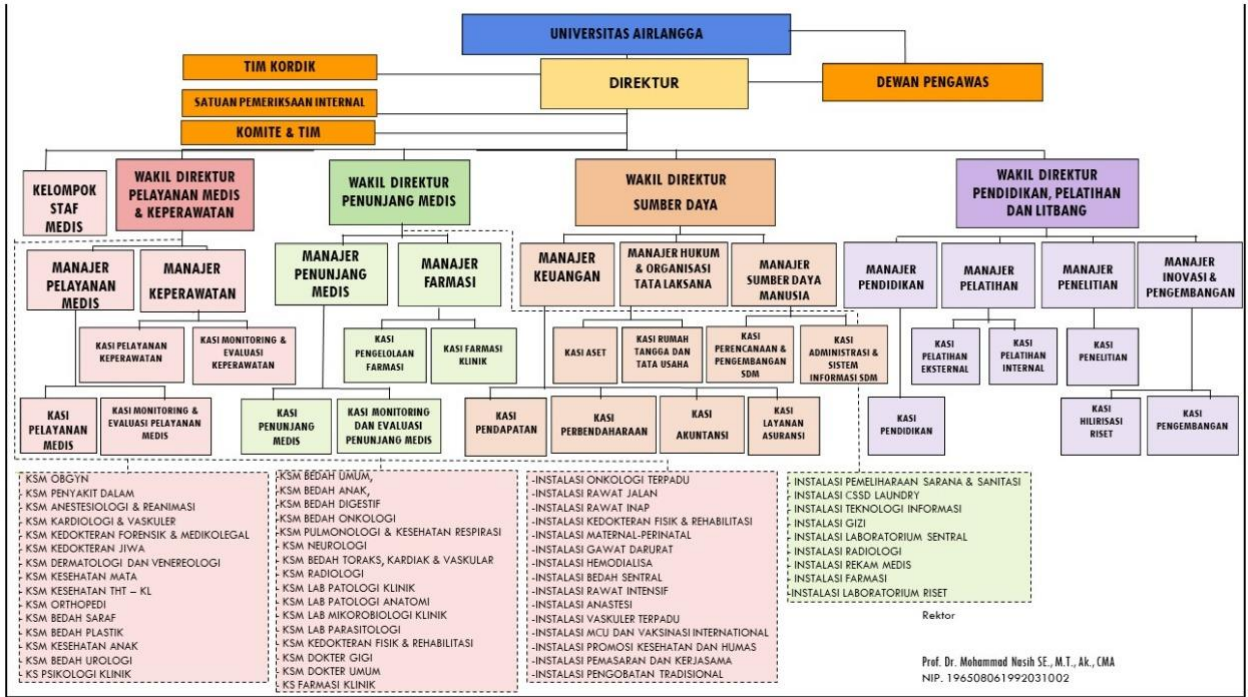 UNIVERSITAS AIRLANGGA
TIM KORDIK
DIREKTUR
DEWAN PENGAWAS
SATUAN PEMERIKSAAN INTERNAL
KOMITE & TIM
KELOMPOK
STAF
MEDIS
WAKIL DIREKTUR
PELAYANAN MEDIS
& KEPERAWATAN
WAKIL DIREKTUR
PENUNJANG MEDIS
WAKIL DIREKTUR
SUMBER DAYA
WAKIL DIREKTUR
PENDIDIKAN, PELATIHAN
DAN LITBANG
MANAJER
PELAYANAN
MEDIS
MANAJER
KEPERAWATAN
MANAJER
PENUNJANG
MEDIS
MANAJER
FARMASI
MANAJER
KEUANGAN
MANAJER HUKUM
& ORGANISASI
TATA LAKSANA
MANAJER
SUMBER DAYA
MANUSIA
MANAJER
PENDIDIKAN
MANAJER
PELATIHAN
MANAJER
PENELITIAN
MANAJER
INOVASI &
PENGEMBANGAN
KASI PELAYANAN
KEPERAWATAN
KASI MONITORING &
EVALUASI
KEPERAWATAN
KASI
PENGELOLAAN
FARMASI
KASI FARMASI
KLINIK
KASI ASET
KASI RUMAH
TANGGA DAN
TATA USAHA
KASI
PERENCANAAN &
PENGEMBANGAN
SDM
KASI
ADMINISTRASI &
SISTEM
INFORMASI SDM
KASI
PELATIHAN
EKSTERNAL
KASI
PELATIHAN
INTERNAL
KASI
PENELITIAN
KASI
PELAYANAN
MEDIS
KASI MONITORING &
EVALUASI PELAYANAN
MEDIS
KASI
PENUNJANG
MEDIS
KASI MONITORING
DAN EVALUASI
PENUNJANG MEDIS
KASI
PENDAPATAN
KASI
PERBENDAHARAAN
KASI
AKUNTANSI
KASI
LAYANAN
ASURANSI
KASI
PENDIDIKAN
KASI
HILIRISASI
RISET
KASI
PENGEMBANGAN
- KSM OBGYN
- KSM PENYAKIT DALAM
- KSM ANESTESIOLOGI & REANIMASI
- KSM KARDIOLOGI & VASKULER
- KSM KEDOKTERAN FORENSIK & MEDIKOLEGAL
- KSM KEDOKTERAN JIWA
- KSM DERMATOLOGI DAN VENEREOLOGI
- KSM KESEHATAN MATA
- KSM KESEHATAN THT – KL
- KSM ORTHOPEDI
- KSM BEDAH SARAF
- KSM BEDAH PLASTIK
- KSM KESEHATAN ANAK
- KSM BEDAH UROLOGI
- KS PSIKOLOGI KLINIK
- KSM BEDAH UMUM,
- KSM BEDAH ANAK,
- KSM BEDAH DIGESTIF
- KSM BEDAH ONKOLOGI
- KSM PULMONOLOGI & KESEHATAN RESPIRASI
- KSM NEUROLOGI
- KSM BEDAH TORAKS, KARDIAK & VASKULAR
- KSM RADIOLOGI
- KSM LAB PATOLOGI KLINIK
- KSM LAB PATOLOGI ANATOMI
- KSM LAB MIKOROBIOLOGI KLINIK
- KSM LAB PARASITOLOGI
- KSM KEDOKTERAN FISIK & REHABILITASI
- KSM DOKTER GIGI
- KSM DOKTER UMUM
- KS FARMASI KLINIK
-INSTALASI ONKOLOGI TERPADU
-INSTALASI RAWAT JALAN
-INSTALASI RAWAT INAP
-INSTALASI KEDOKTERAN FISIK & REHABILITASI
-INSTALASI MATERNAL-PERINATAL
-INSTALASI GAWAT DARURAT
-INSTALASI HEMODIALISA
-INSTALASI BEDAH SENTRAL
-INSTALASI RAWAT INTENSIF
-INSTALASI ANASTESI
-INSTALASI VASKULER TERPADU
-INSTALASI MCU DAN VAKSINASI INTERNATIONAL
-INSTALASI PROMOSI KESEHATAN DAN HUMAS
-INSTALASI PEMASARAN DAN KERJASAMA
-INSTALASI PENGOBATAN TRADISIONAL
- INSTALASI PEMELIHARAAN SARANA & SANITASI
- INSTALASI CSSD LAUNDRY
- INSTALASI TEKNOLOGI INFORMASI
- INSTALASI GIZI
- INSTALASI LABORATORIUM SENTRAL
- INSTALASI RADIOLOGI
- INSTALASI REKAM MEDIS
- INSTALASI FARMASI
-INSTALASI LABORATORIUM RISET
Rektor
Prof. Dr. Mohammad Nasih SE., M.T., Ak., CMA
NIP. 196508061992031002